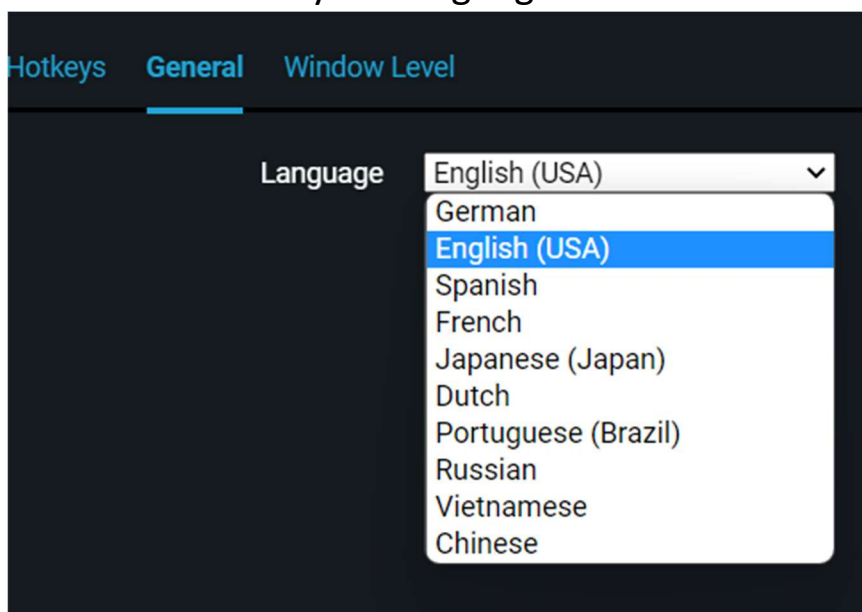 Hotkeys General Window Level
Language English (USA)
German
English (USA)
Spanish
French
Japanese (Japan)
Dutch
Portuguese (Brazil)
Russian
Vietnamese
Chinese